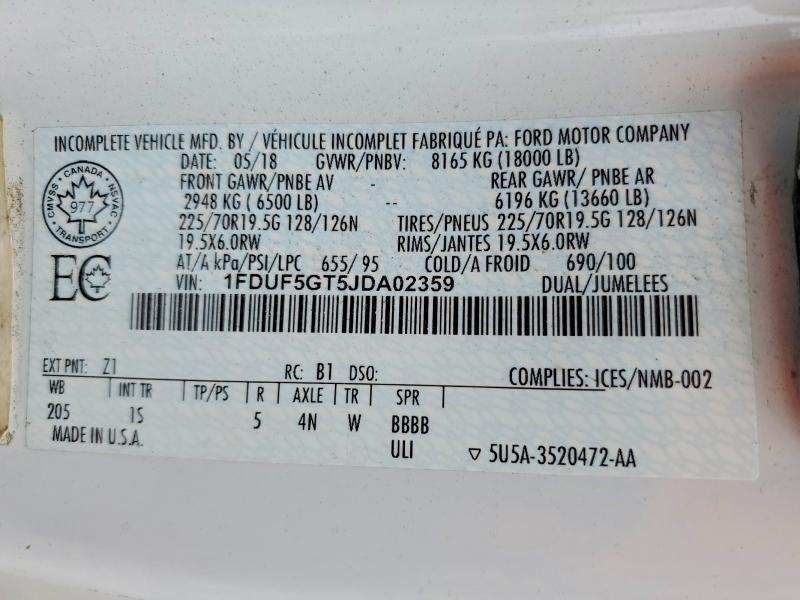 INCOMPLETE VEHICLE MFD. BY / VÉHICULE INCOMPLET FABRIQUÉ PA: FORD MOTOR COMPANY
DATE: 05/18 GVWR/PNBV: 8165 KG (18000 LB)
FRONT GAWR/PNBE AV - REAR GAWR/ PNBE AR
2948 KG ( 6500 LB) -- 6196 KG (13660 LB)
225/70R19.5G 128/126N TIRES/PNEUS 225/70R19.5G 128/126N
19.5X6.0RW RIMS/JANTES 19.5X6.0RW
AT/A kPa/PSI/LPC 655/ 95 COLD/A FROID 690/100
VIN: 1FDUF5GT5JDA02359 DUAL/JUMELEES
CMVSS · CANADA · NSVAC
977
TRANSPORT
EC
EXT PNT: Z1 RC: B1 DSO: COMPLIES: ICES/NMB-002
WB INT TR TP/PS R AXLE TR SPR
205 1S 5 4N W BBBB
MADE IN U.S.A. ULI ▽ 5U5A-3520472-AA